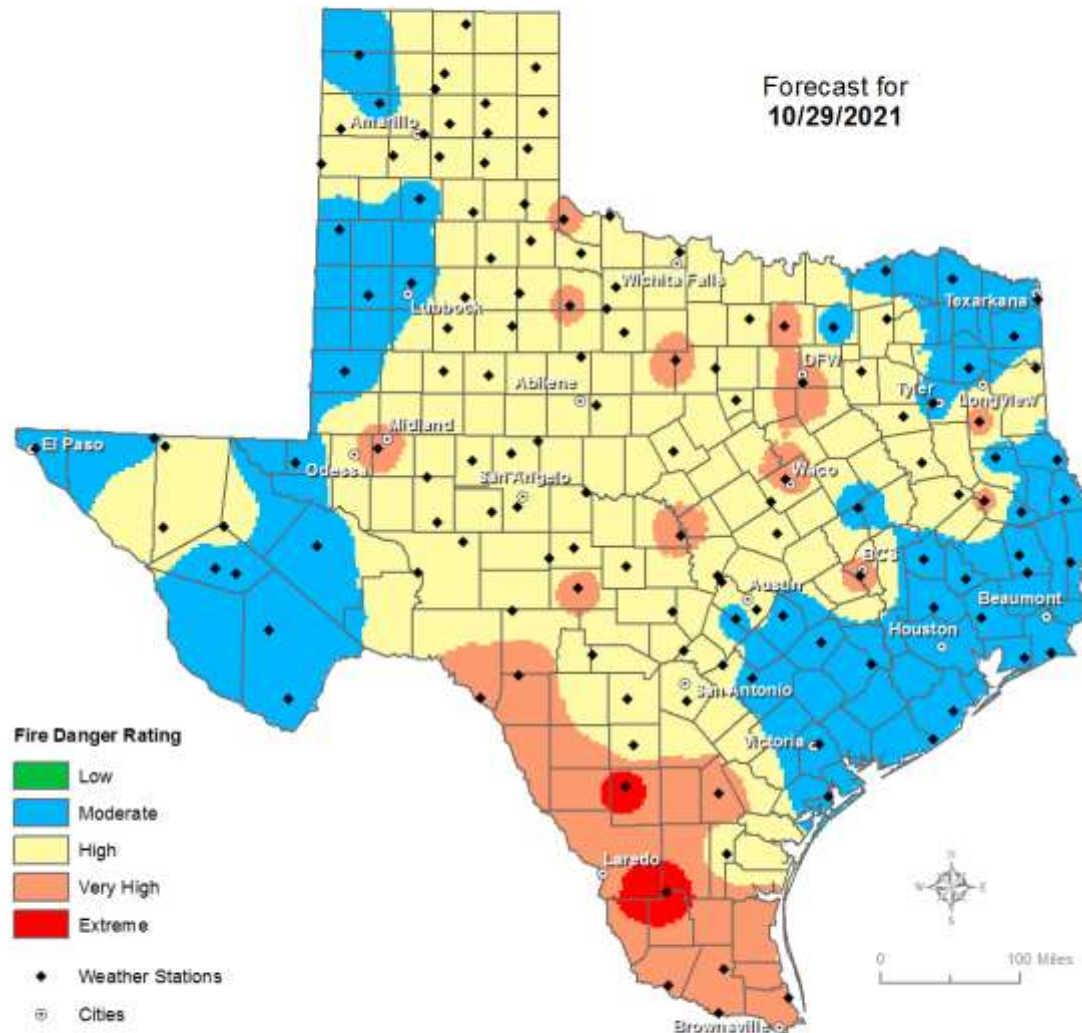 Forecast for
10/29/2021
Amarillo
Wichita Falls
Lubbock
Texarkana
DFW
Abilene
Tyler
Longview
El Paso
Midland
Odessa
San Angelo
Waco
BCS
Austin
Beaumont
Houston
San Antonio
Victoria
Laredo
Brownsville
Fire Danger Rating
Low
Moderate
High
Very High
Extreme
Weather Stations
Cities
N
W
E
S
0
100 Miles